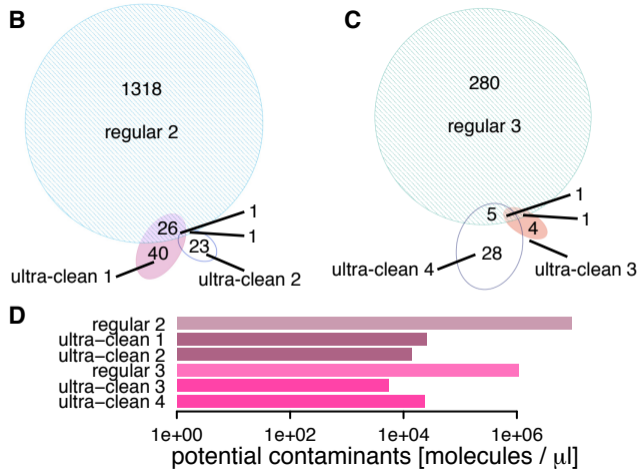 B
1318
regular 2
26
1
1
40
23
ultra-clean 1
ultra-clean 2
C
280
regular 3
5
1
1
4
28
ultra-clean 4
ultra-clean 3
D
regular 2
ultra−clean 1
ultra−clean 2
regular 3
ultra−clean 3
ultra−clean 4
1e+00 1e+02 1e+04 1e+06
potential contaminants [molecules / μl]